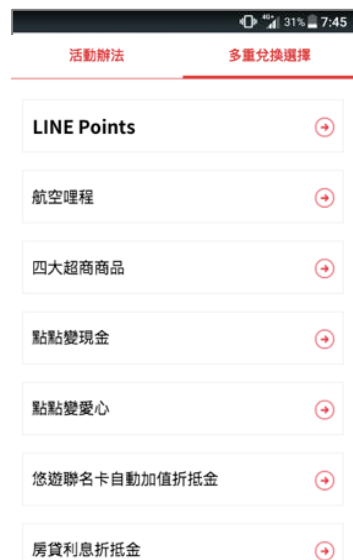 4G 31% 7:45
活動辦法 多重兌換選擇
LINE Points
航空哩程
四大超商商品
點點變現金
點點變愛心
悠遊聯名卡自動加值折抵金
房貸利息折抵金